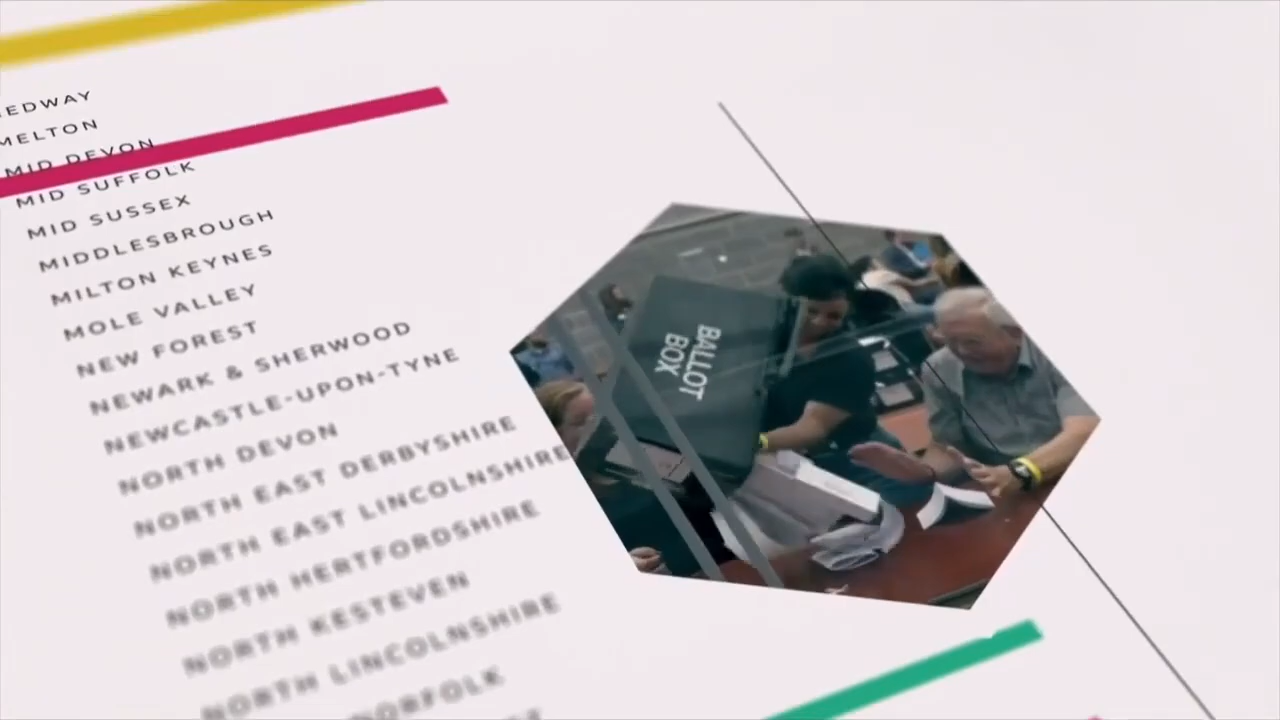 MELTON
MID DEVON
MID SUFFOLK
MID SUSSEX
MIDDLESBROUGH
MILTON KEYNES
MOLE VALLEY
NEW FOREST
NEWARK & SHERWOOD
NEWCASTLE-UPON-TYNE
NORTH DEVON
NORTH EAST DERBYSHIRE
NORTH EAST LINCOLNSHIRE
NORTH HERTFORDSHIRE
NORTH KESTEVEN
NORTH LINCOLNSHIRE
NORFOLK
BALLOT
BOX